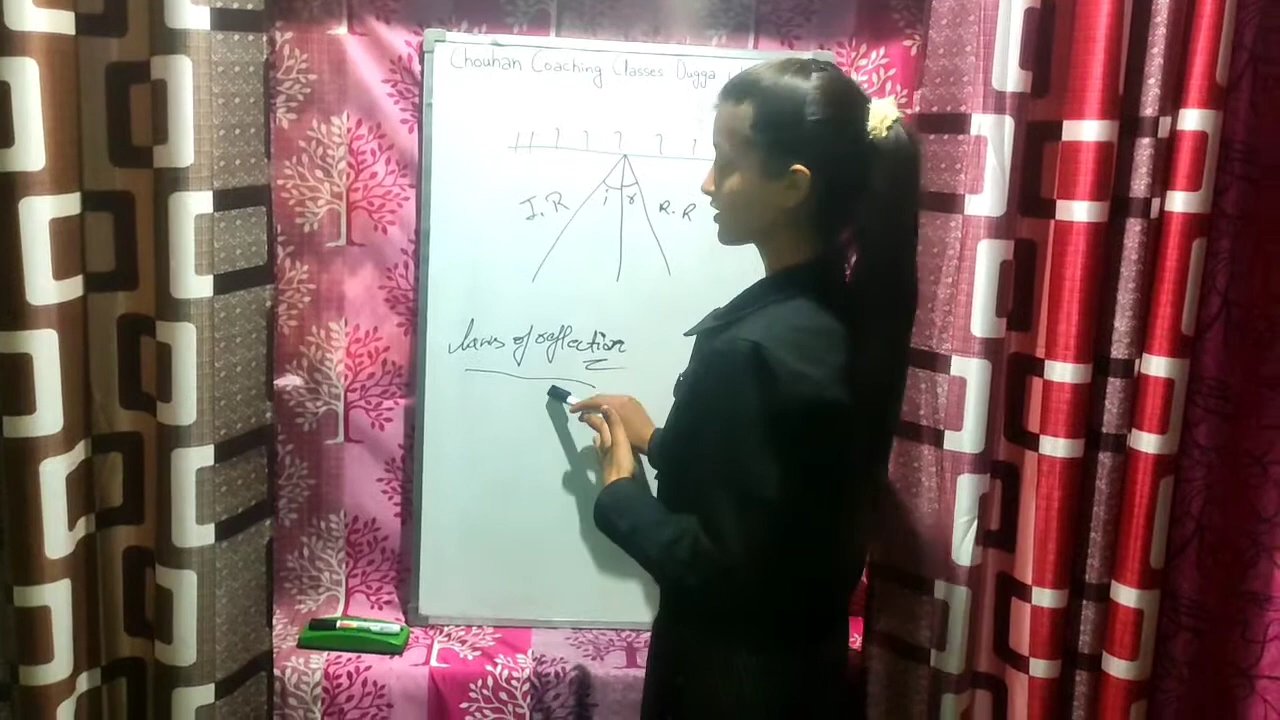 Chouhan Coaching Classes Dugga
I. R
i
r
R. R
laws of reflection